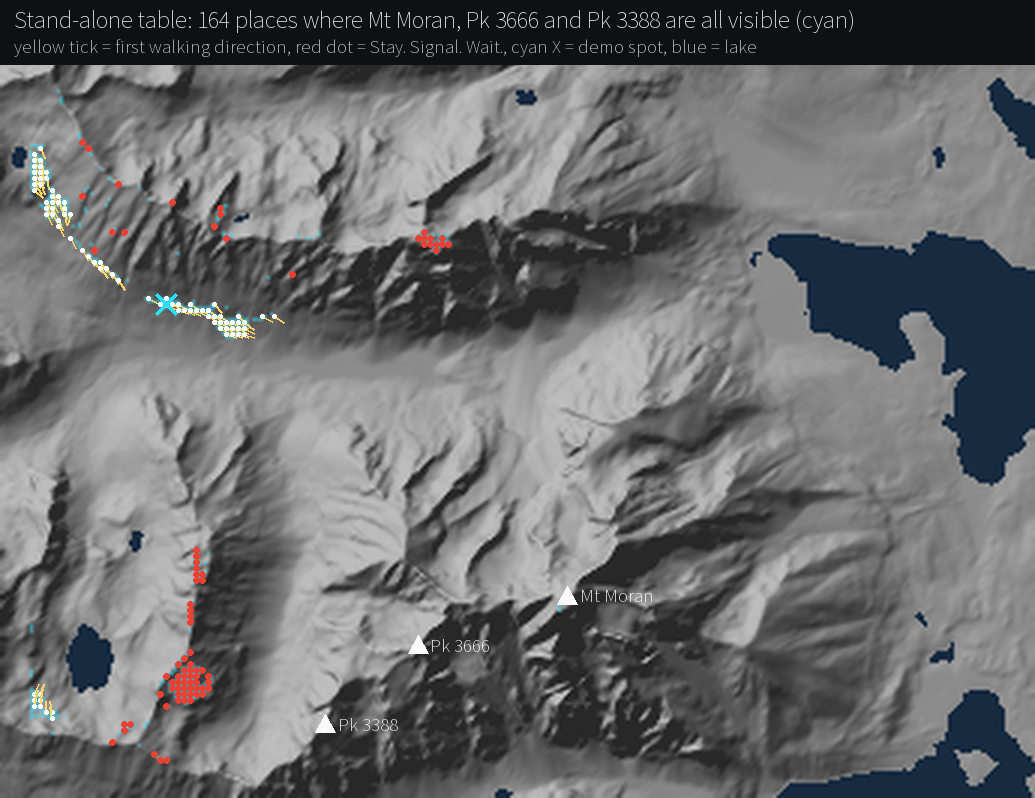 Stand-alone table: 164 places where Mt Moran, Pk 3666 and Pk 3388 are all visible (cyan)
yellow tick = first walking direction, red dot = Stay. Signal. Wait., cyan X = demo spot, blue = lake
Mt Moran
Pk 3666
Pk 3388